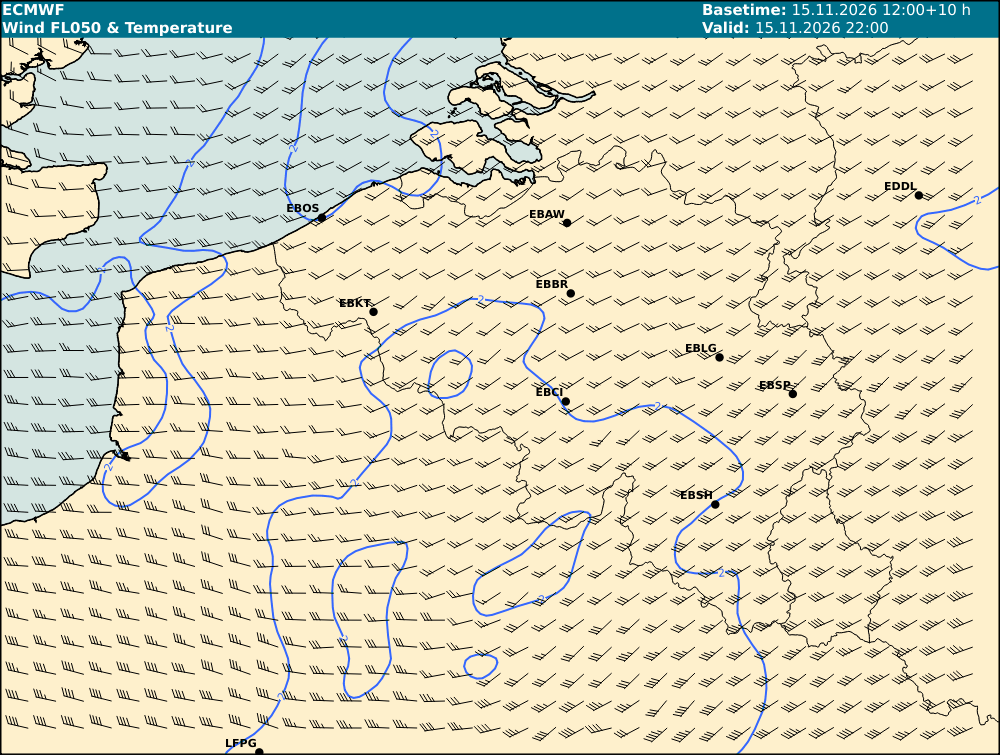 ECMWF
Basetime: 15.11.2026 12:00+10 h
Wind FL050 & Temperature
Valid: 15.11.2026 22:00
2
2
2
EDDL
2
EBOS
EBAW
2
EBBR
EBKT
2
2
EBLG
EBSP
EBCI
2
2
2
EBSH
2
2
2
2
LFPG